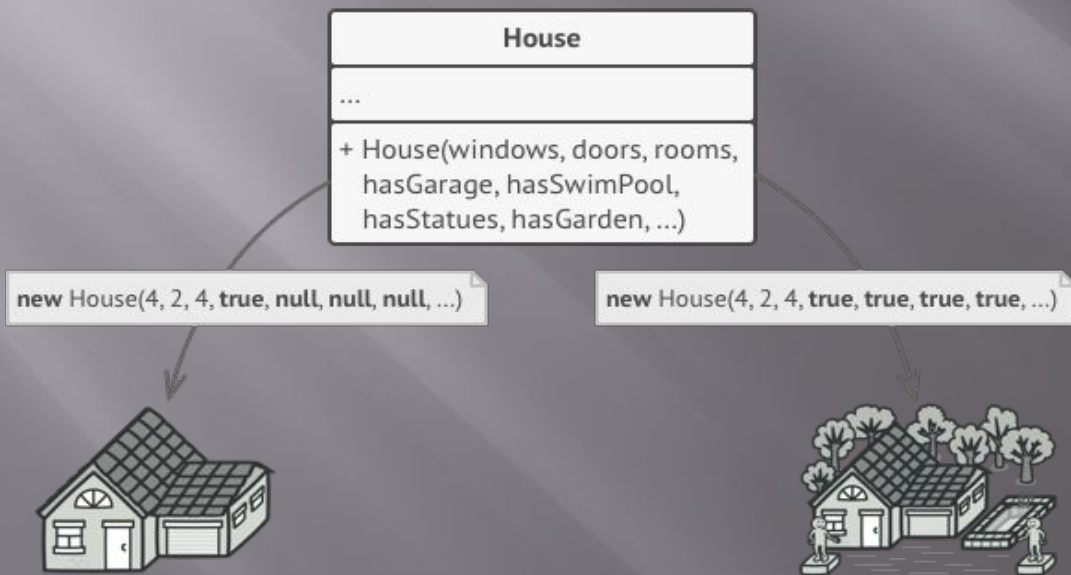 House
...
+ House(windows, doors, rooms,
hasGarage, hasSwimPool,
hasStatues, hasGarden, ...)
new House(4, 2, 4, true, null, null, null, ...)
new House(4, 2, 4, true, true, true, true, ...)